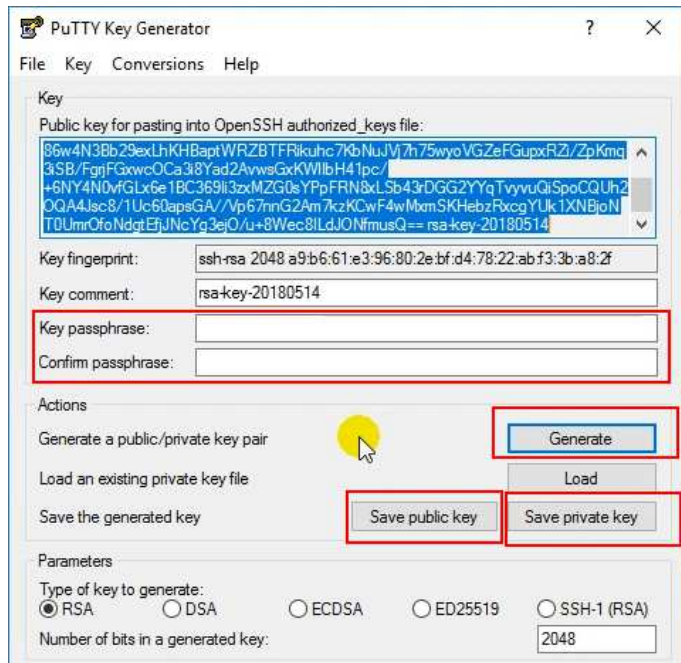 PuTTY Key Generator
?
File Key Conversions Help
Key
Public key for pasting into OpenSSH authorized_keys file:
86w4N3Bb29exLhKHBaptWRZBTFRikuhc7KbNuJVj7h75wyoVGZeFGupxRZi/ZpKmq
3iSB/FgrjFGxwcOCa3i8Yad2AvwsGxKWIlbH41pc/
+6NY4N0vfGLx6e1BC369li3zxMZG0sYPpFRN8xLSb43rDGG2YYqTvyvuQiSpoCQUh2
OQA4Jsc8/1Uc60apsGA//Vp67nnG2Am7kzKCwF4wMxmSKHebzRxcgYUk1XNBjoN
T0UmrOfoNdgtEfjJNcYg3ejO/u+8Wec8ILdJONfmusQ== rsa-key-20180514
Key fingerprint: ssh-rsa 2048 a9:b6:61:e3:96:80:2e:bf:d4:78:22:ab:f3:3b:a8:2f
Key comment: rsa-key-20180514
Key passphrase:
Confirm passphrase:
Actions
Generate a public/private key pair Generate
Load an existing private key file Load
Save the generated key Save public key Save private key
Parameters
Type of key to generate:
RSA DSA ECDSA ED25519 SSH-1 (RSA)
Number of bits in a generated key: 2048